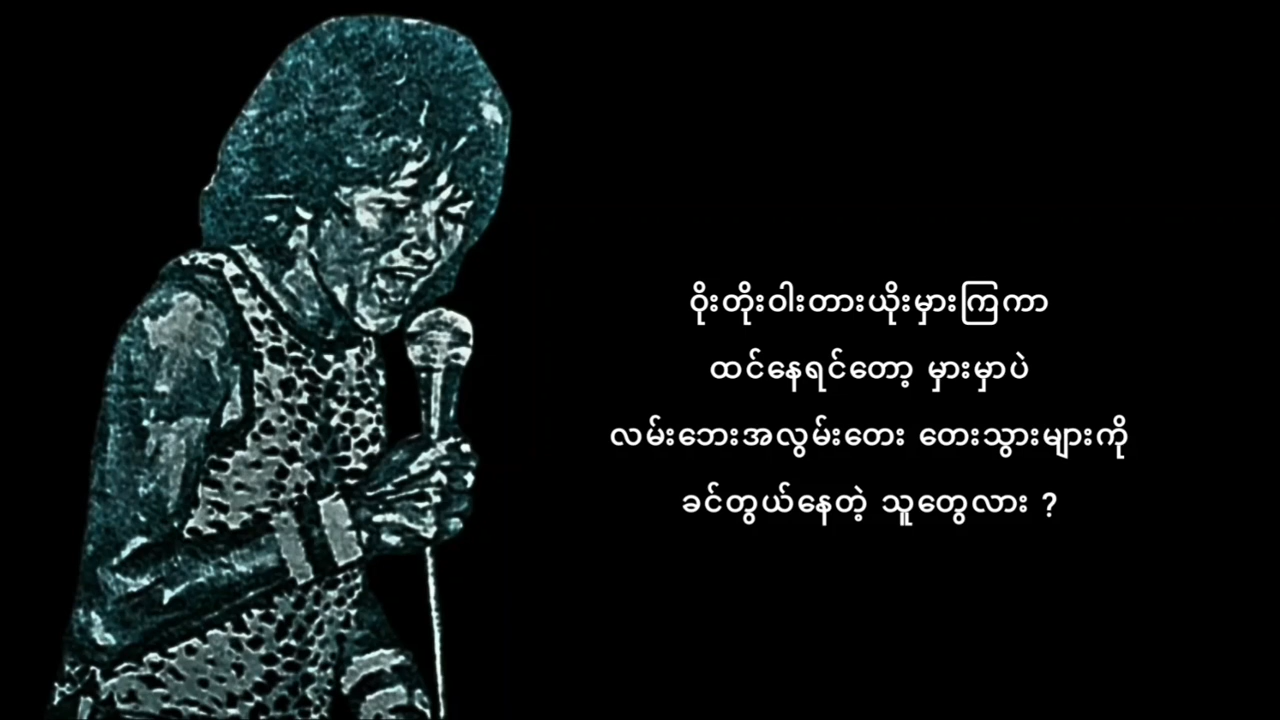 ဝိုးတိုးဝါးတားယိုးမှားကြကာ
ထင်နေရင်တော့ မှားမှာပဲ
လမ်းဘေးအလွမ်းတေး တေးသွားများကို
ခင်တွယ်နေတဲ့ သူတွေလား ?